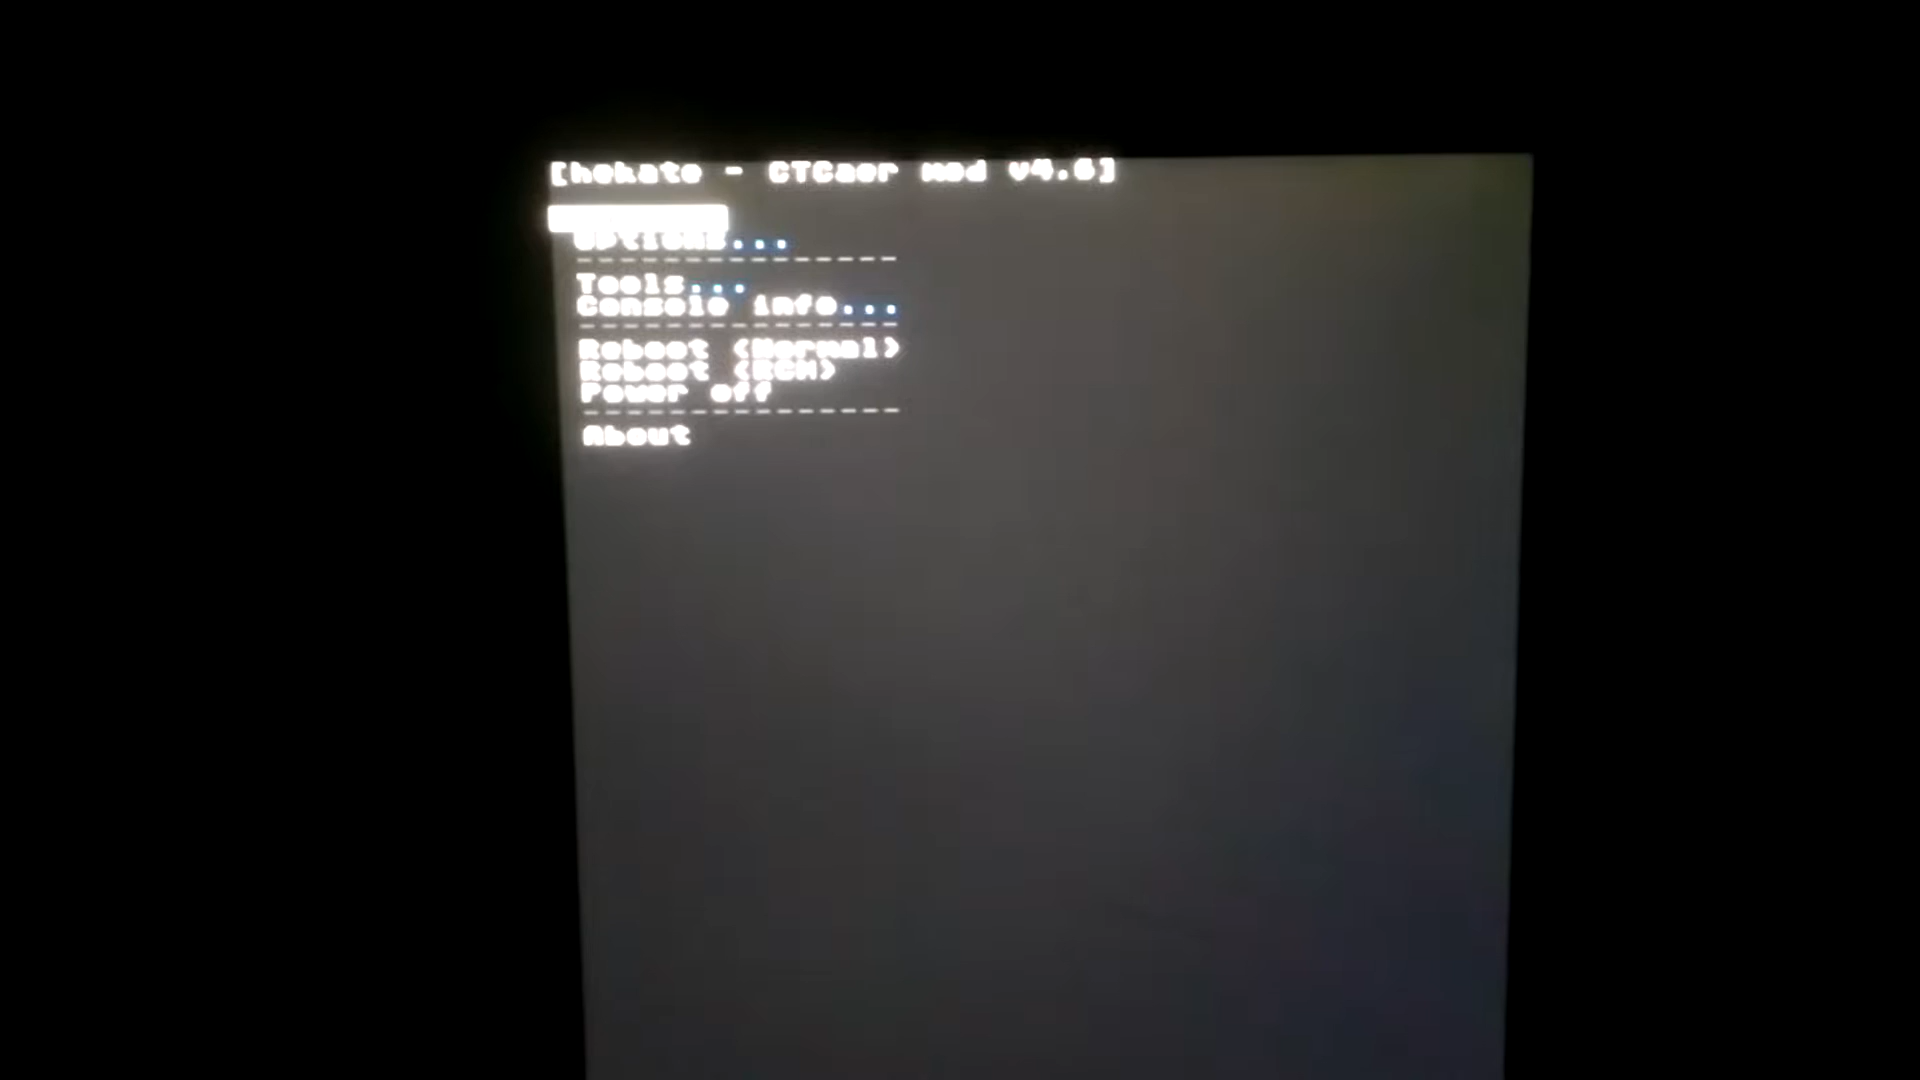 [hekate - CTCaer mod v4.6]
Options...
---------------
Tools...
Console info...
---------------
Reboot (Normal)
Reboot (RCM)
Power off
---------------
About